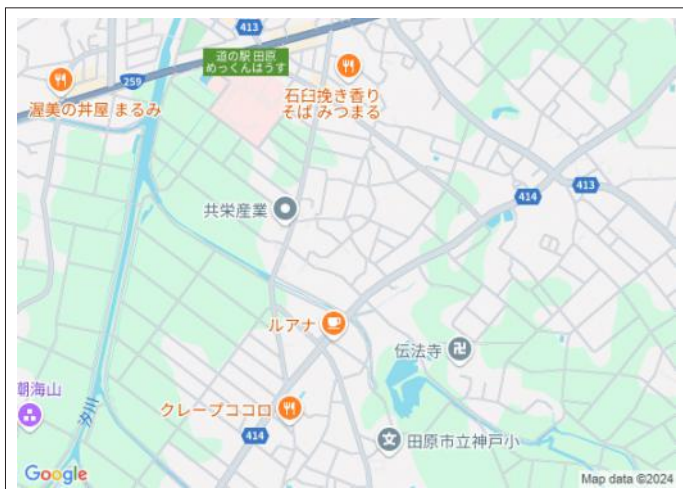 413
道の駅 田原
めっくんはうす
259
渥美の丼屋 まるみ
石臼挽き香り
そば みつまる
414
413
共栄産業
ルアナ
伝法寺
朝海山
汐川
クレープココロ
414
田原市立神戸小
Google
Map data ©2024